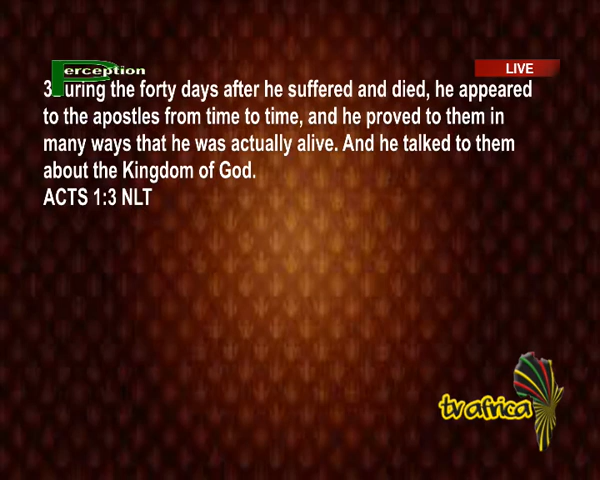 Perception
LIVE
3 uring the forty days after he suffered and died, he appeared
to the apostles from time to time, and he proved to them in
many ways that he was actually alive. And he talked to them
about the Kingdom of God.
ACTS 1:3 NLT
tv africa